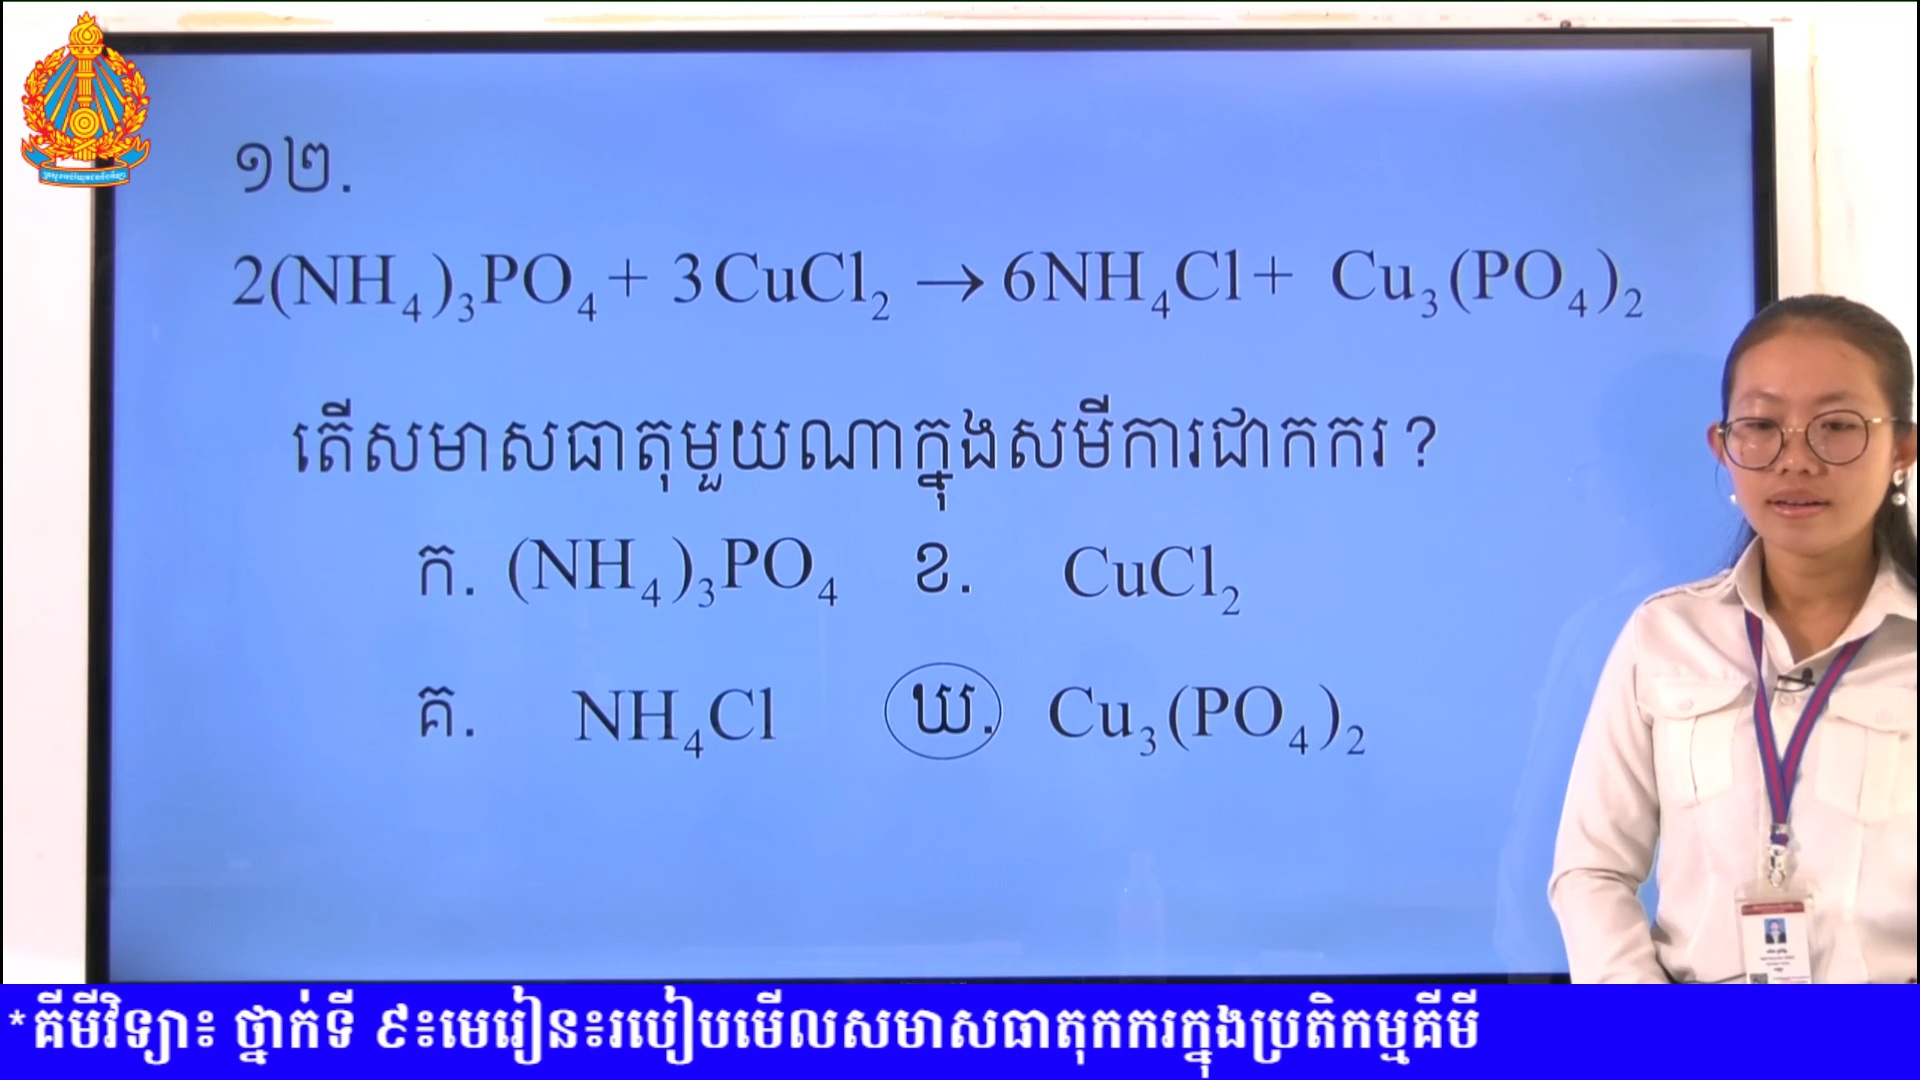 ១២.
2(NH₄)₃PO₄ + 3CuCl₂ → 6NH₄Cl + Cu₃(PO₄)₂
តើសមាសធាតុមួយណាក្នុងសមីការជាកករ ?
ក. (NH₄)₃PO₄ ខ. CuCl₂
គ. NH₄Cl ឃ. Cu₃(PO₄)₂
*គីមីវិទ្យា៖ ថ្នាក់ទី ៩៖មេរៀន៖របៀបមើលសមាសធាតុកករក្នុងប្រតិកម្មគីមី